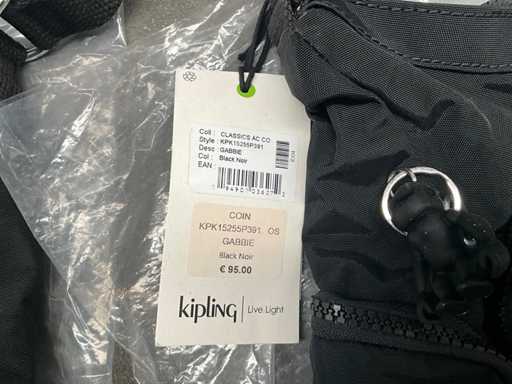 Coll : CLASSICS AC CO
Style : KPK15255P391
Desc : GABBIE
Col : Black Noir
EAN :
COIN
KPK15255P391 OS
GABBIE
Black Noir
€ 95.00
kipling Live.Light